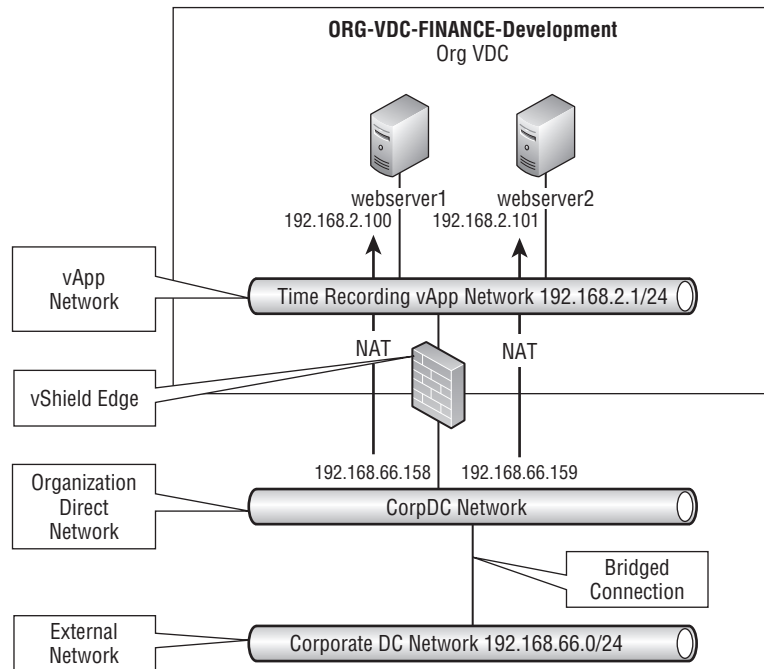 ORG-VDC-FINANCE-Development
Org VDC
webserver1
webserver2
192.168.2.100
192.168.2.101
vApp
Network
Time Recording vApp Network 192.168.2.1/24
NAT
NAT
vShield Edge
192.168.66.158
192.168.66.159
Organization
Direct
Network
CorpDC Network
Bridged
Connection
External
Network
Corporate DC Network 192.168.66.0/24